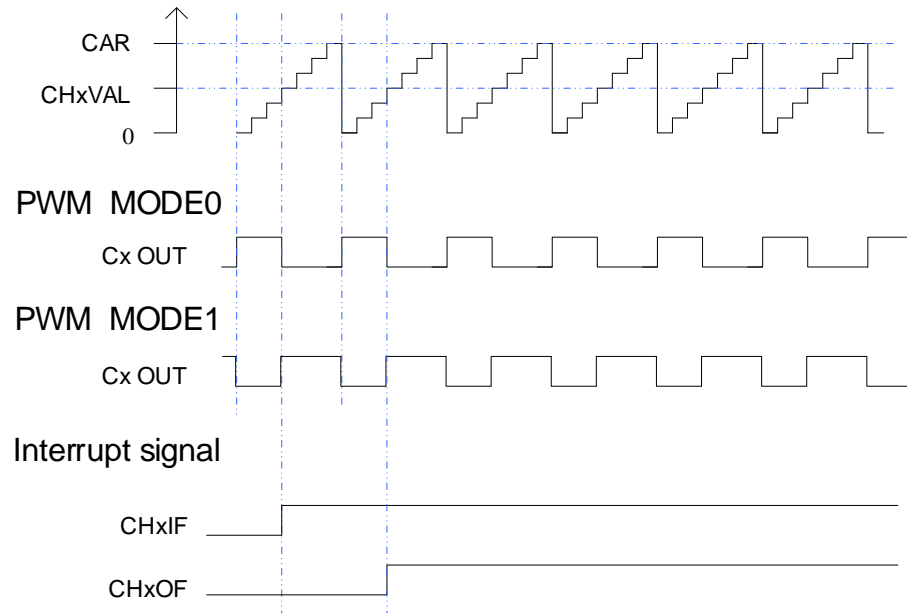 CAR
CHxVAL
0
PWM MODE0
Cx OUT
PWM MODE1
Cx OUT
Interrupt signal
CHxIF
CHxOF